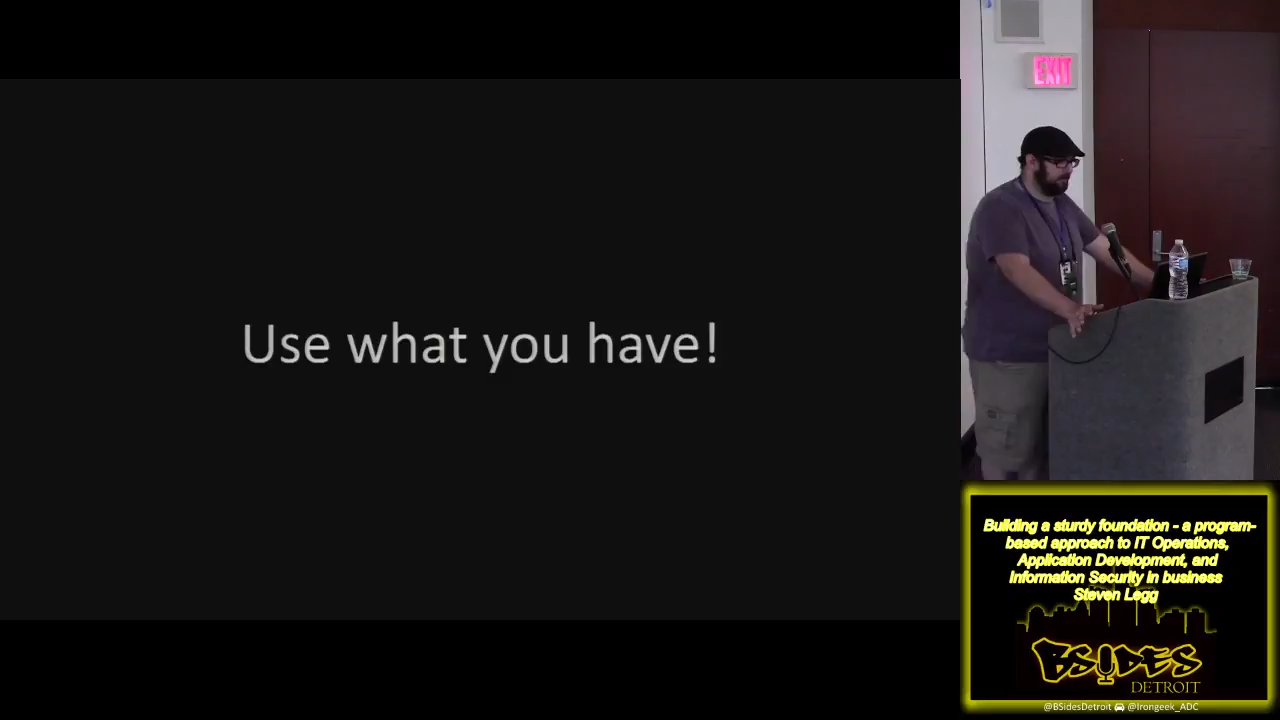 Use what you have!
EXIT
Building a sturdy foundation - a program-
based approach to IT Operations,
Application Development, and
Information Security in business
Steven Legg
BSIDES
DETROIT
@BSidesDetroit @Irongeek_ADC